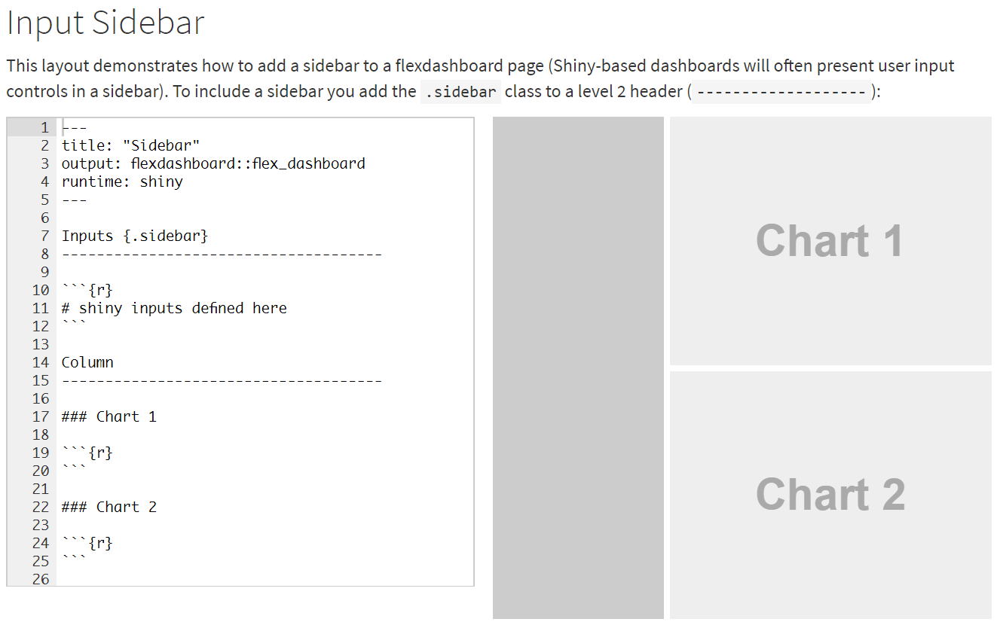 Input Sidebar
This layout demonstrates how to add a sidebar to a flexdashboard page (Shiny-based dashboards will often present user input
controls in a sidebar). To include a sidebar you add the .sidebar class to a level 2 header ( ------------------- ):
1 ---
2 title: "Sidebar"
3 output: flexdashboard::flex_dashboard
4 runtime: shiny
5 ---
6
7 Inputs {.sidebar}
8 -------------------------------------
9
10 ```{r}
11 # shiny inputs defined here
12 ```
13
14 Column
15 -------------------------------------
16
17 ### Chart 1
18
19 ```{r}
20 ```
21
22 ### Chart 2
23
24 ```{r}
25 ```
26
Chart 1
Chart 2